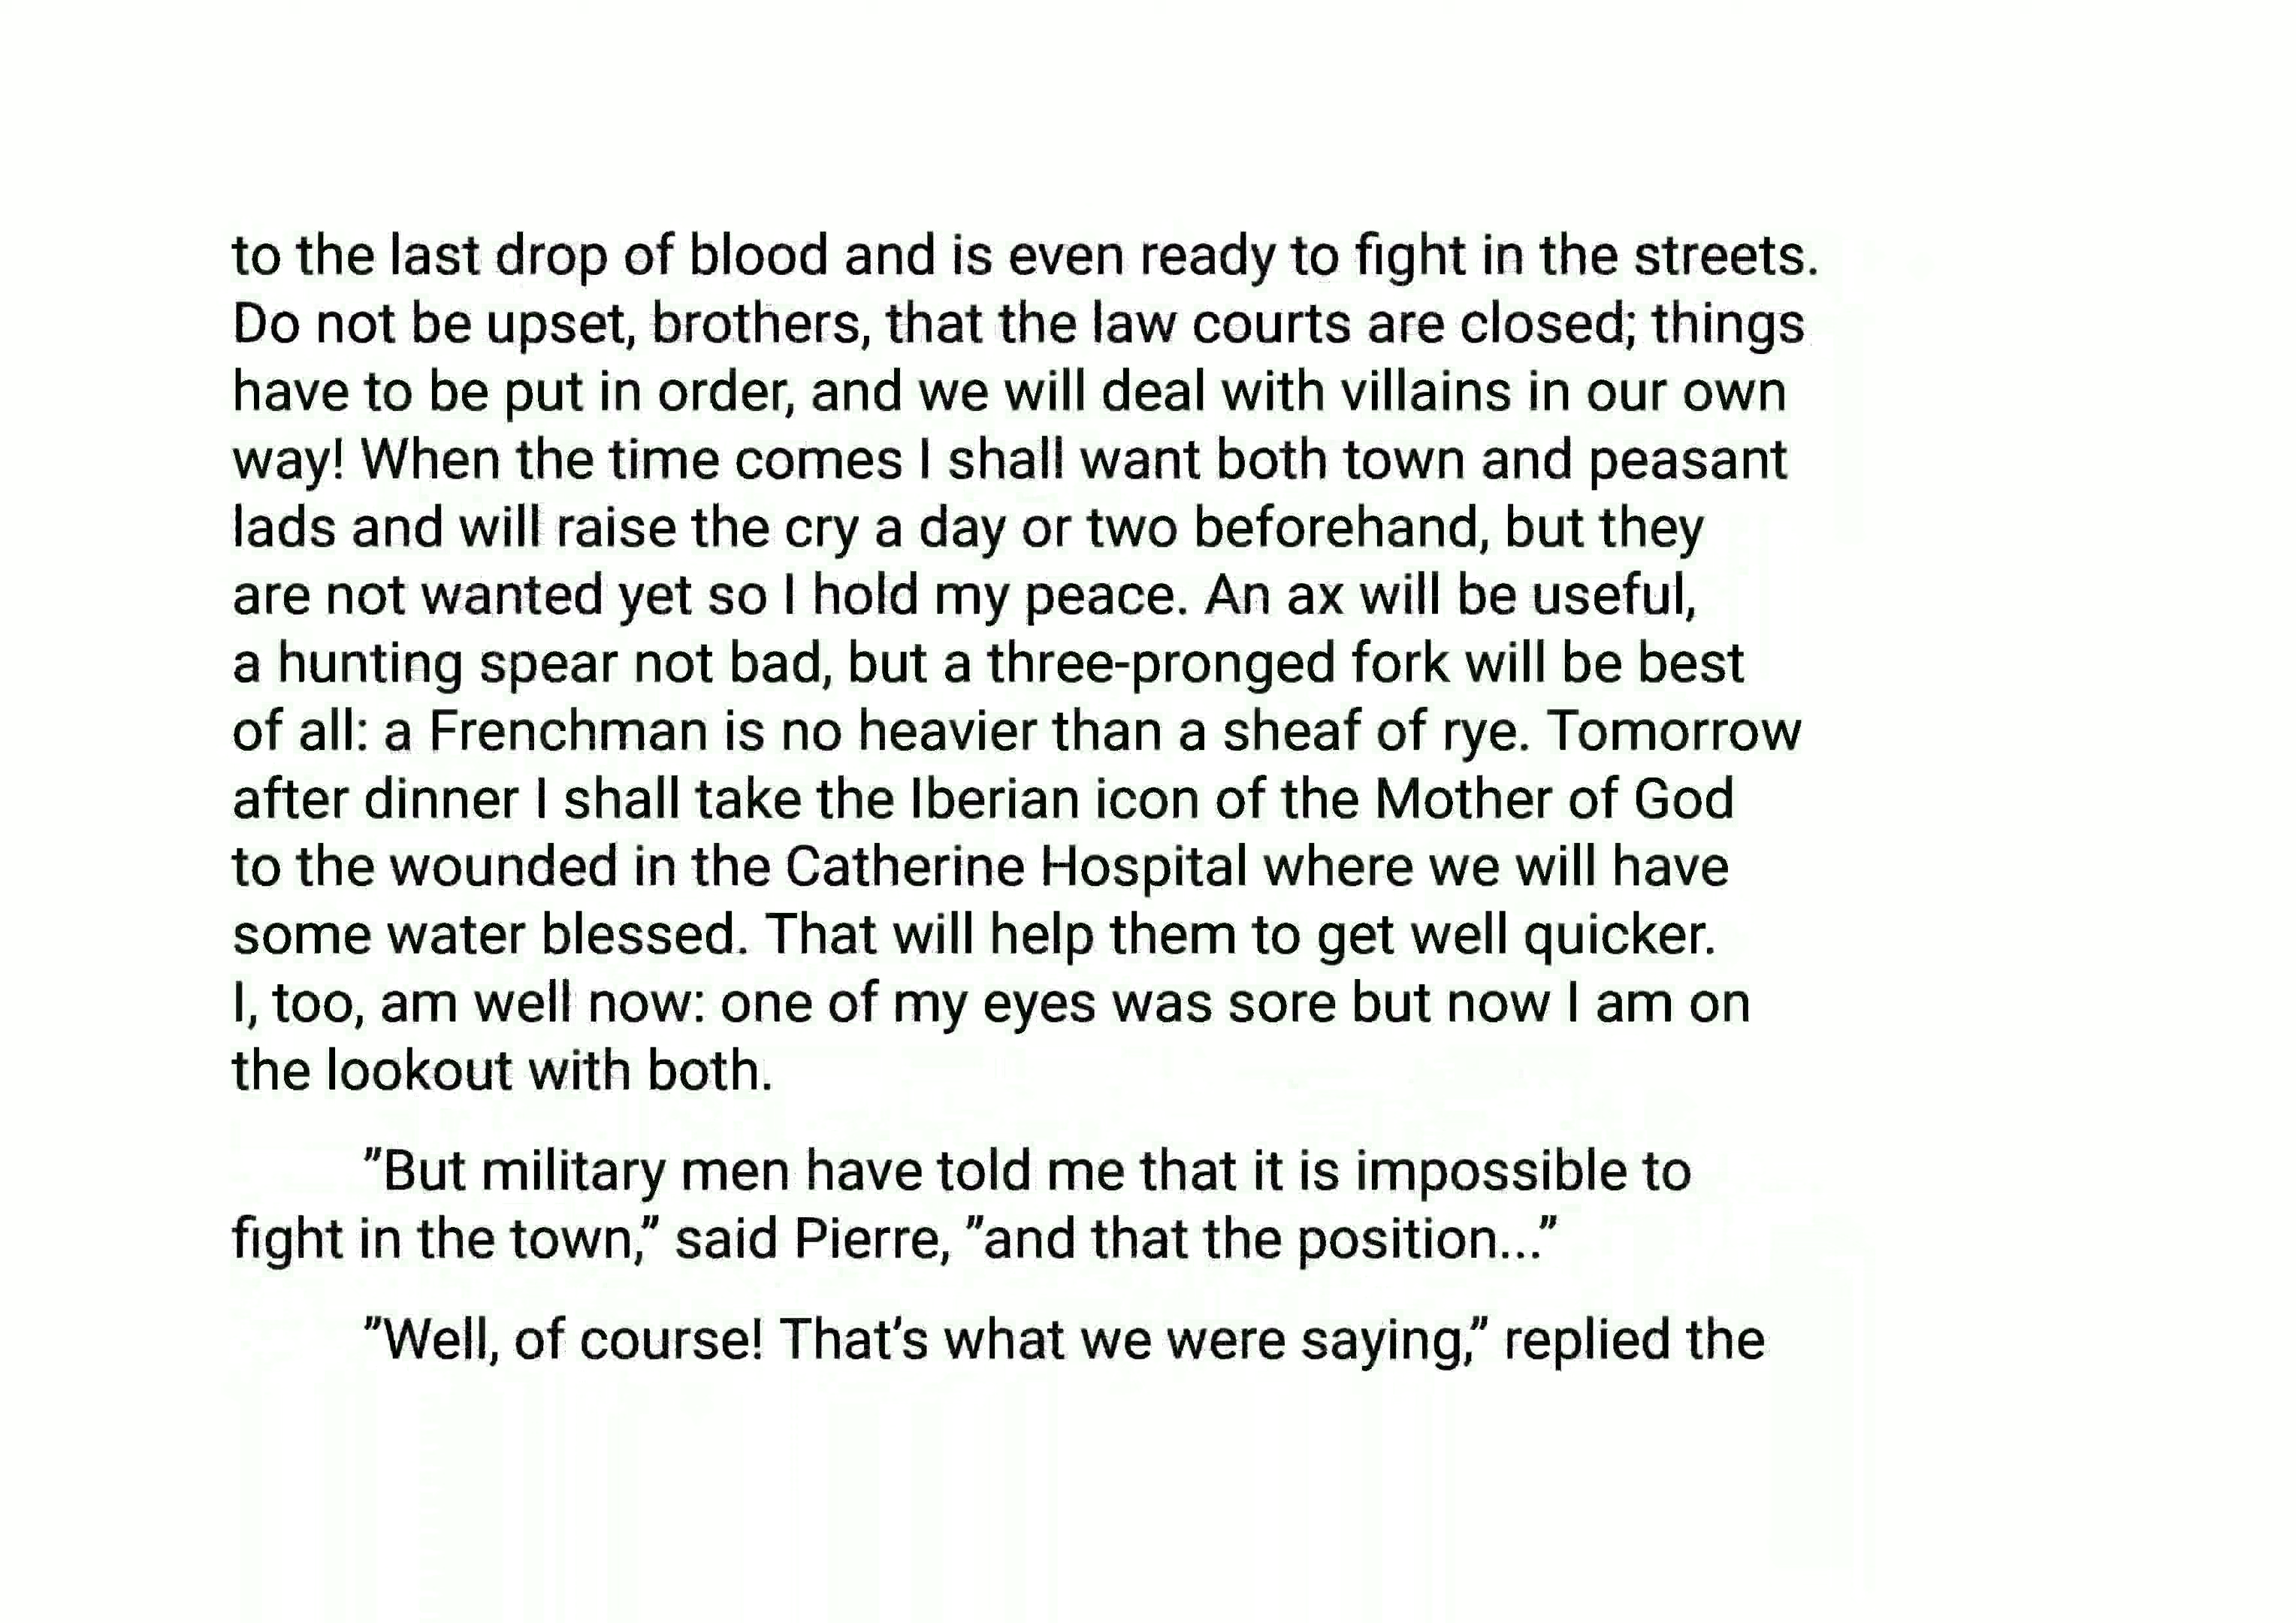 to the last drop of blood and is even ready to fight in the streets.
Do not be upset, brothers, that the law courts are closed; things
have to be put in order, and we will deal with villains in our own
way! When the time comes I shall want both town and peasant
lads and will raise the cry a day or two beforehand, but they
are not wanted yet so I hold my peace. An ax will be useful,
a hunting spear not bad, but a three-pronged fork will be best
of all: a Frenchman is no heavier than a sheaf of rye. Tomorrow
after dinner I shall take the Iberian icon of the Mother of God
to the wounded in the Catherine Hospital where we will have
some water blessed. That will help them to get well quicker.
I, too, am well now: one of my eyes was sore but now I am on
the lookout with both.
"But military men have told me that it is impossible to
fight in the town," said Pierre, "and that the position..."
"Well, of course! That's what we were saying," replied the